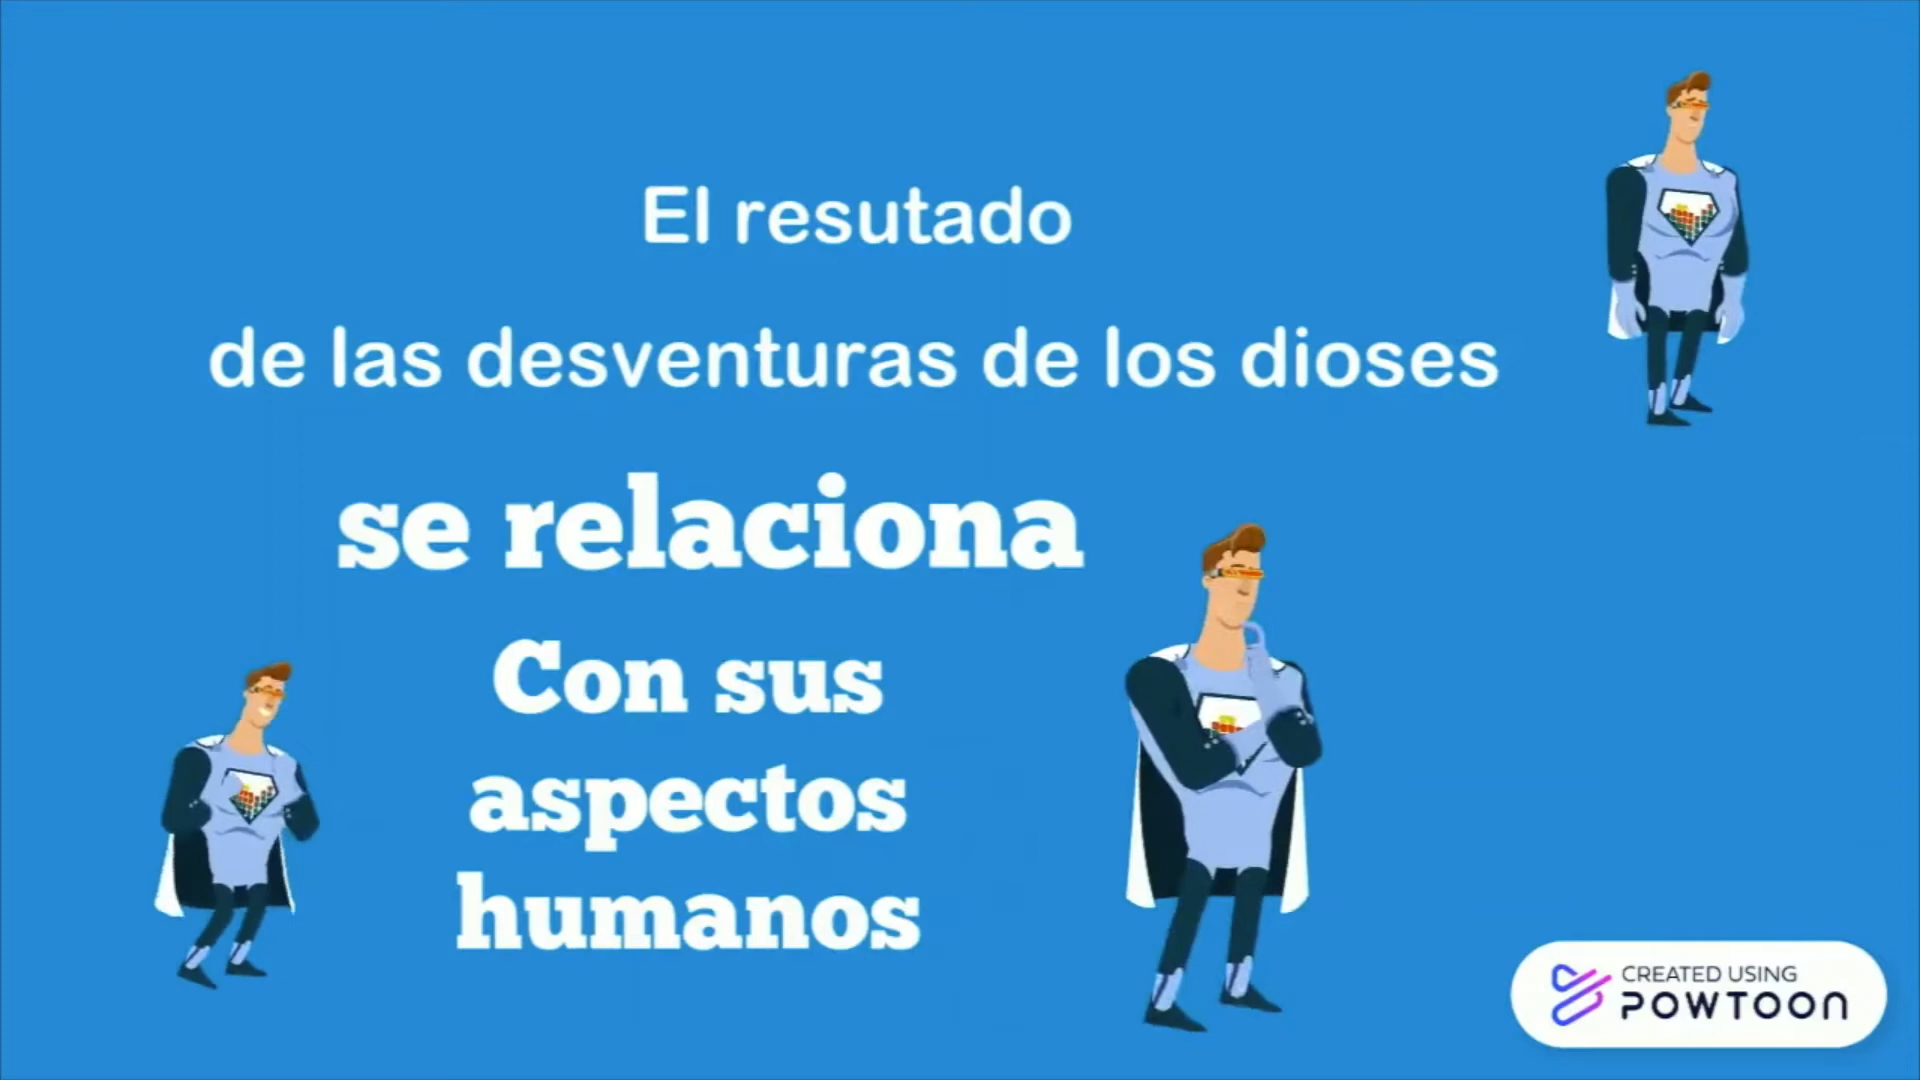 El resutado
de las desventuras de los dioses
se relaciona
Con sus
aspectos
humanos
CREATED USING
POWTOON